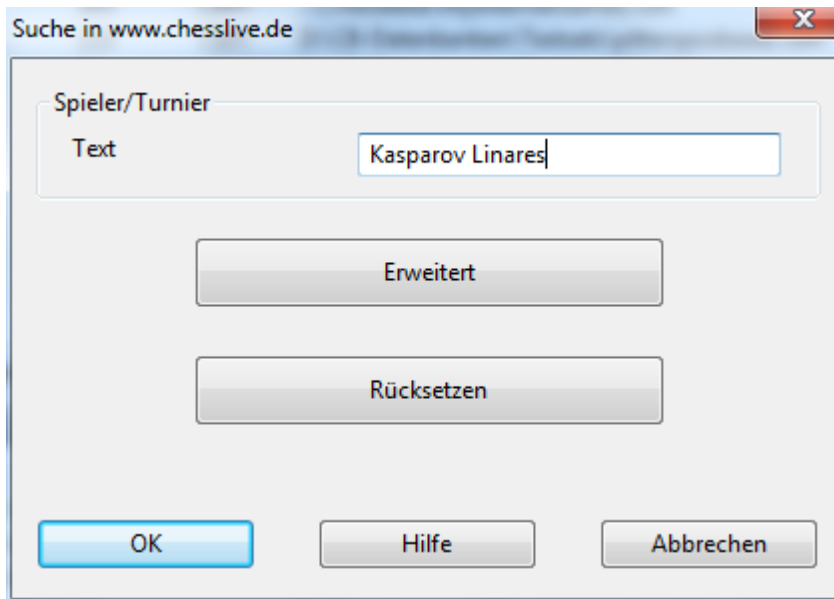 Suche in www.chesslive.de
Spieler/Turnier
Text
Kasparov Linares
Erweitert
Rücksetzen
OK
Hilfe
Abbrechen